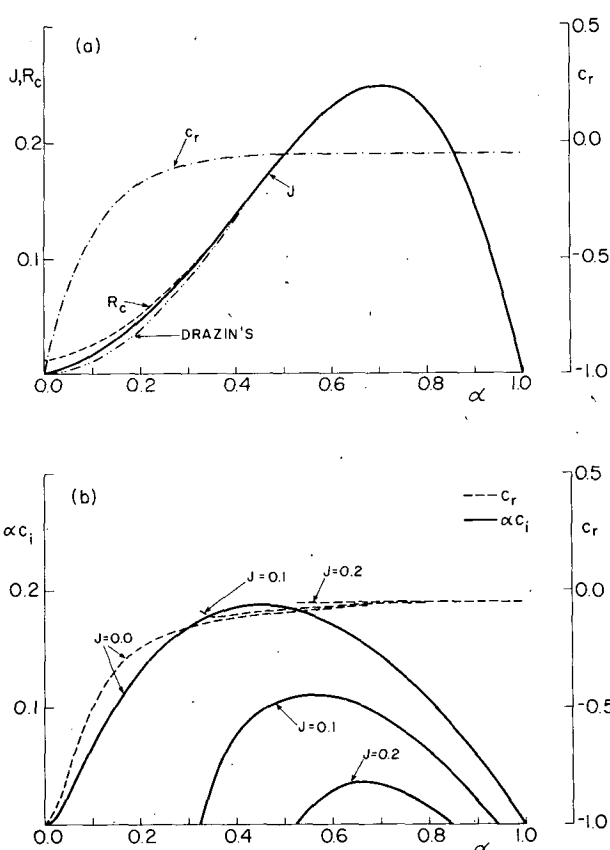 (a)
0.5
J,R_c
c_r
c_r
0.2
0.0
J
0.1
-0.5
R_c
DRAZIN'S
-1.0
0.0 0.2 0.4 0.6 0.8 1.0
α
(b)
0.5
--- c_r
— αc_i
αc_i
c_r
J=0.1
J=0.2
0.2
0.0
J=0.0
0.1
-0.5
J=0.1
J=0.2
-1.0
0.0 0.2 0.4 0.6 0.8 1.0
α